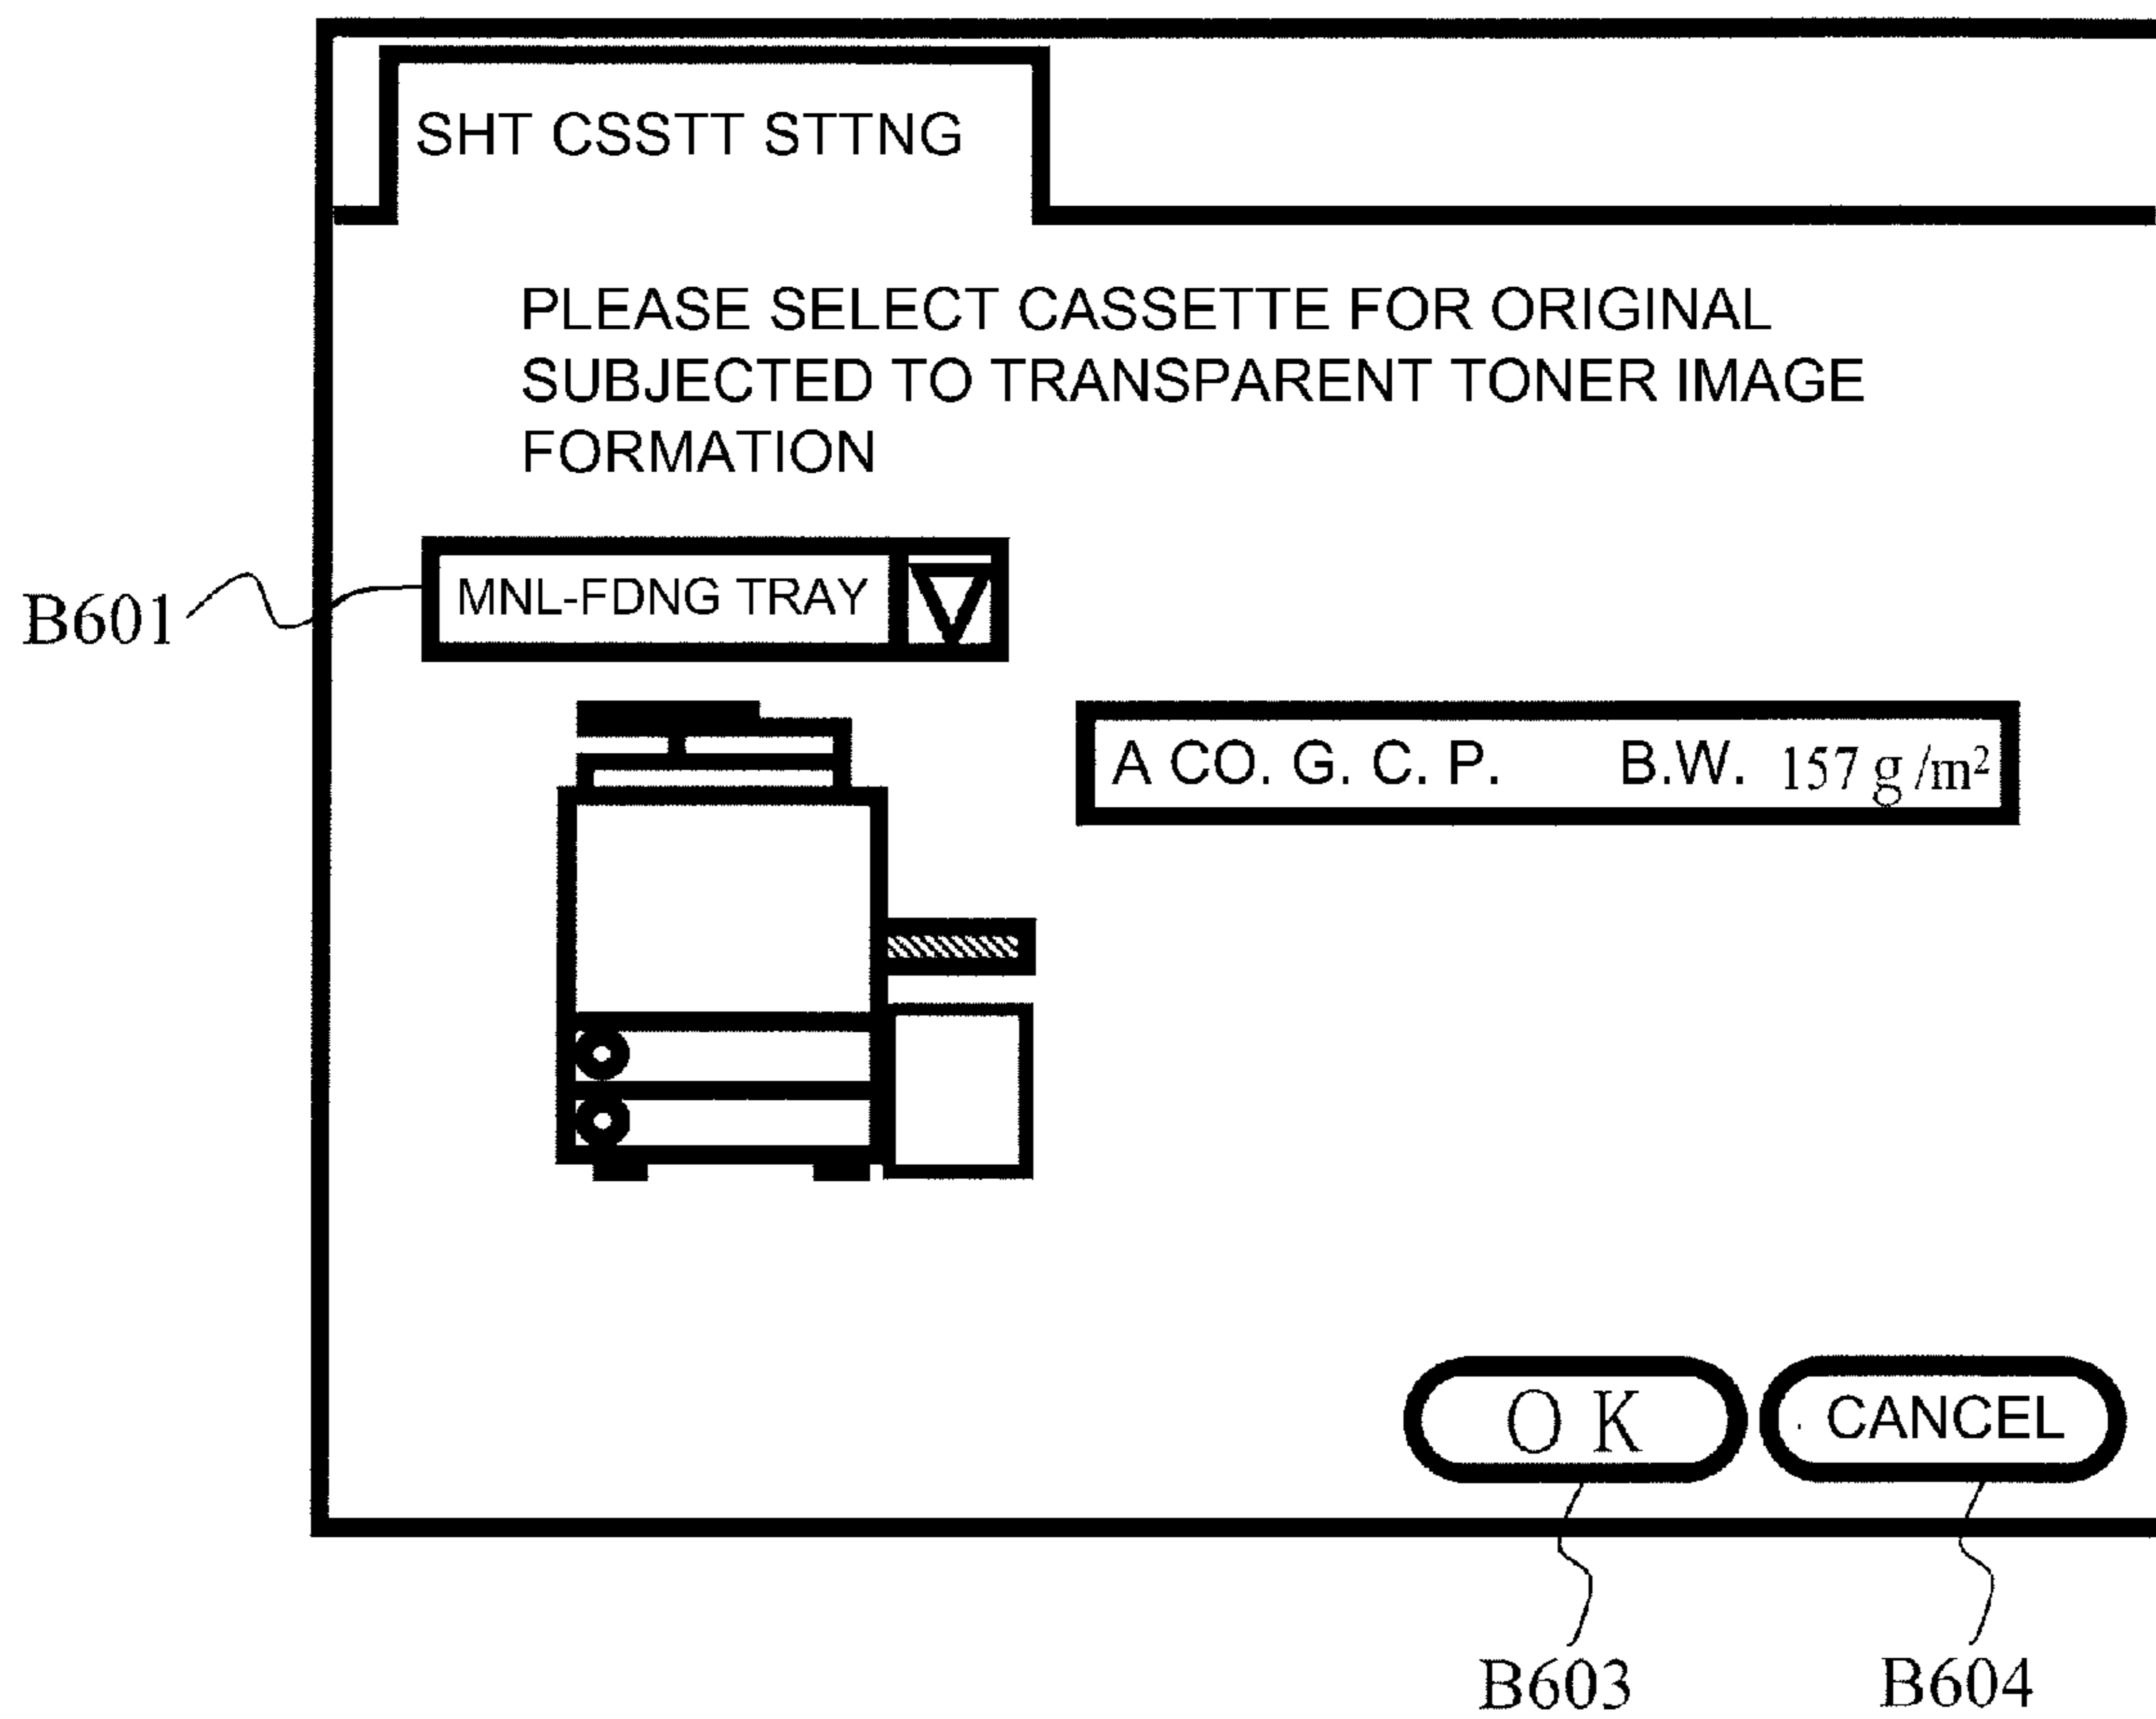 SHT CSSTT STTNG
PLEASE SELECT CASSETTE FOR ORIGINAL
SUBJECTED TO TRANSPARENT TONER IMAGE
FORMATION
MNL-FDNG TRAY
B601
A CO. G. C. P. B.W. 157 g/m²
OK CANCEL
B603 B604